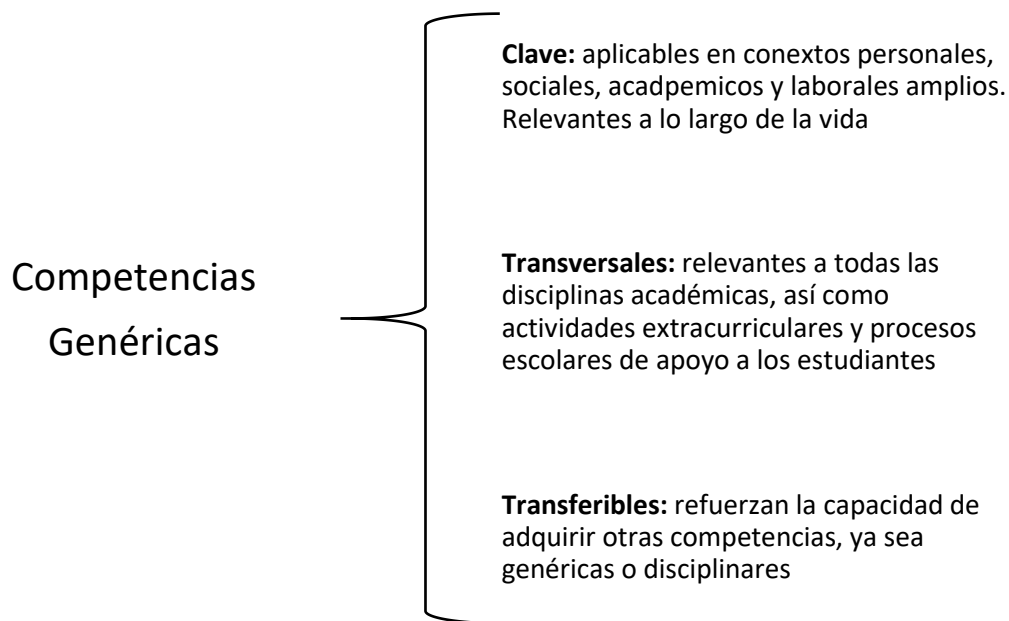 Competencias
Genéricas
Clave: aplicables en conextos personales,
sociales, acadpemicos y laborales amplios.
Relevantes a lo largo de la vida
Transversales: relevantes a todas las
disciplinas académicas, así como
actividades extracurriculares y procesos
escolares de apoyo a los estudiantes
Transferibles: refuerzan la capacidad de
adquirir otras competencias, ya sea
genéricas o disciplinares